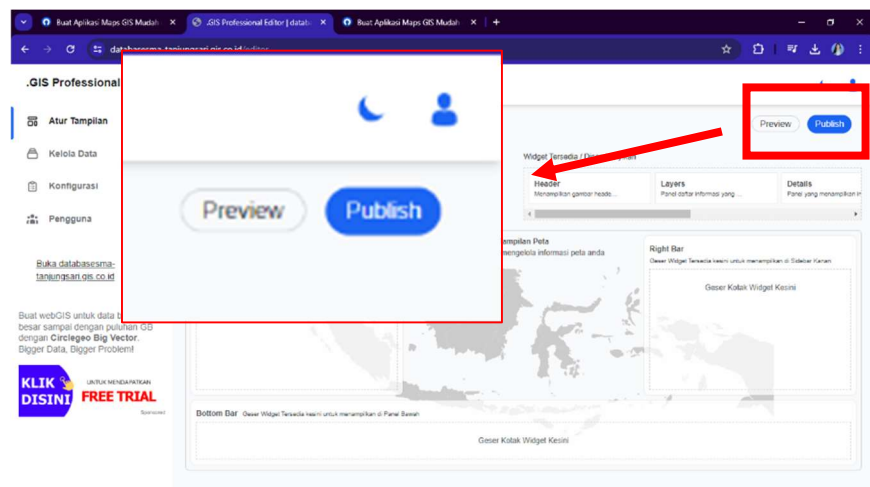 Buat Aplikasi Maps GIS Mudah
.GIS Professional Editor | datab
Buat Aplikasi Maps GIS Mudah
.GIS Professional
Atur Tampilan
Kelola Data
Konfigurasi
Pengguna
Buka databasesma-
tanjungsari.gis.co.id
Buat webGIS untuk data b
besar sampai dengan puluhan GB
dengan Circlegeo Big Vector.
Bigger Data, Bigger Problem!
KLIK
DISINI
UNTUK MENDAPATKAN
FREE TRIAL
Sponsored
Preview
Publish
Preview
Publish
Widget Tersedia /
Header
Menampilkan gambar heade...
Layers
Panel daftar informasi yang ...
Details
Panel yang menampilkan in
ampilan Peta
mengelola informasi peta anda
Right Bar
Geser Widget Tersedia kesini untuk menampilkan di Sidebar Kanan
Geser Kotak Widget Kesini
Bottom Bar Geser Widget Tersedia kesini untuk menampilkan di Panel Bawah
Geser Kotak Widget Kesini